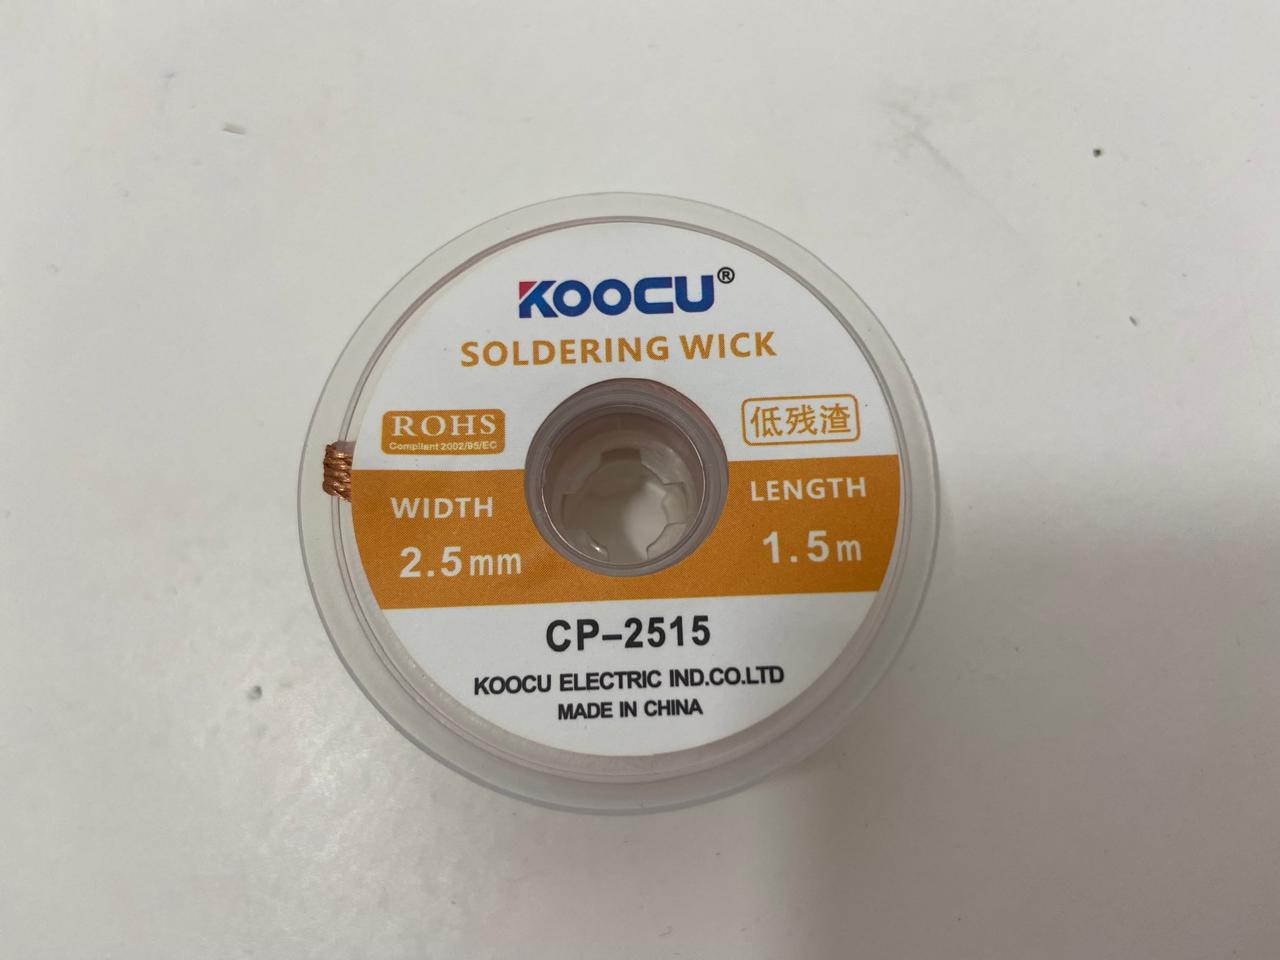 KOOCU®
SOLDERING WICK
ROHS
Compliant 2002/95/EC
低残渣
WIDTH
2.5mm
LENGTH
1.5m
CP-2515
KOOCU ELECTRIC IND.CO.LTD
MADE IN CHINA